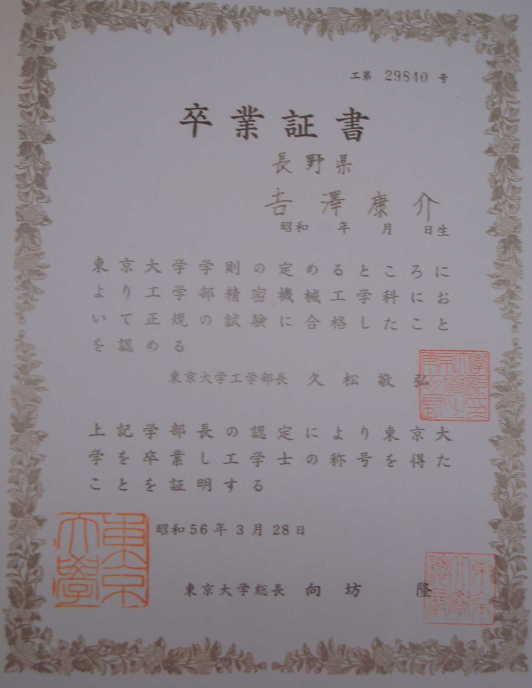 工第 29840 号
卒業証書
長野県
吉澤康介
昭和 年 月 日生
東京大学学則の定めるところに
より工学部精密機械工学科にお
いて正規の試験に合格したこと
を認める
東京大学工学部長 久松敬弘
上記学部長の認定により東京大
学を卒業し工学士の称号を得た
ことを証明する
昭和56年3月28日
東京大学総長 向坊 隆
東京大學